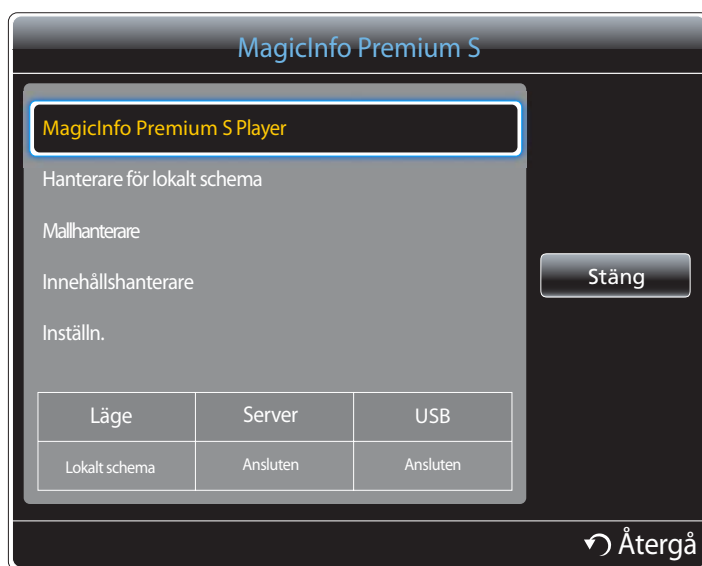 MagicInfo Premium S
MagicInfo Premium S Player
Hanterare för lokalt schema
Mallhanterare
Innehållshanterare
Inställn.
Stäng
Läge Server USB
Lokalt schema Ansluten Ansluten
Återgå